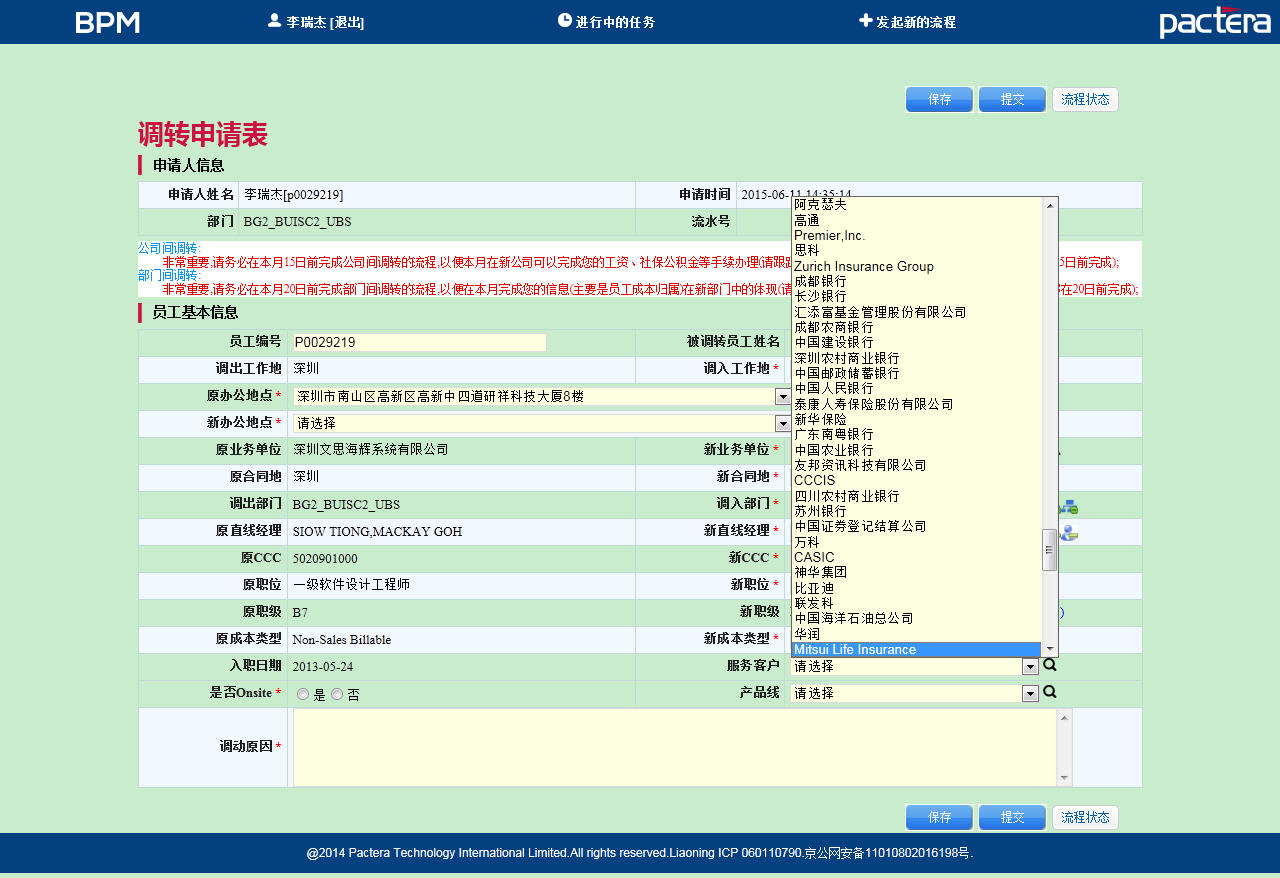 BPM 李瑞杰 [退出] 进行中的任务 发起新的流程 pactera
保存 提交 流程状态
调转申请表
申请人信息
申请人姓名 李瑞杰[p0029219] 申请时间 2015-06-11 14:35:14
部门 BG2_BUISC2_UBS 流水号
公司间调转:
非常重要,请务必在本月15日前完成公司间调转的流程,以便本月在新公司可以完成您的工资、社保公积金等手续办理(请跟踪 5日前完成);
部门间调转:
非常重要,请务必在本月20日前完成部门间调转的流程,以便在本月完成您的信息(主要是员工成本归属)在新部门中的体现(请 在20日前完成);
员工基本信息
员工编号 P0029219 被调转员工姓名
调出工作地 深圳 调入工作地 *
原办公地点 * 深圳市南山区高新区高新中四道研祥科技大厦8楼
新办公地点 * 请选择
原业务单位 深圳文思海辉系统有限公司 新业务单位 *
原合同地 深圳 新合同地 *
调出部门 BG2_BUISC2_UBS 调入部门 *
原直线经理 SIOW TIONG,MACKAY GOH 新直线经理 *
原CCC 5020901000 新CCC *
原职位 一级软件设计工程师 新职位 *
原职级 B7 新职级 )
原成本类型 Non-Sales Billable 新成本类型 *
阿克瑟夫
高通
Premier,Inc.
思科
Zurich Insurance Group
成都银行
长沙银行
汇添富基金管理股份有限公司
成都农商银行
中国建设银行
深圳农村商业银行
中国邮政储蓄银行
中国人民银行
泰康人寿保险股份有限公司
新华保险
广东南粤银行
中国农业银行
友邦资讯科技有限公司
CCCIS
四川农村商业银行
苏州银行
中国证券登记结算公司
万科
CASIC
神华集团
比亚迪
联发科
中国海洋石油总公司
华润
Mitsui Life Insurance
入职日期 2013-05-24 服务客户 请选择
是否Onsite * 是 否 产品线 请选择
调动原因 *
保存 提交 流程状态
@2014 Pactera Technology International Limited.All rights reserved.Liaoning ICP 060110790.京公网安备11010802016198号.